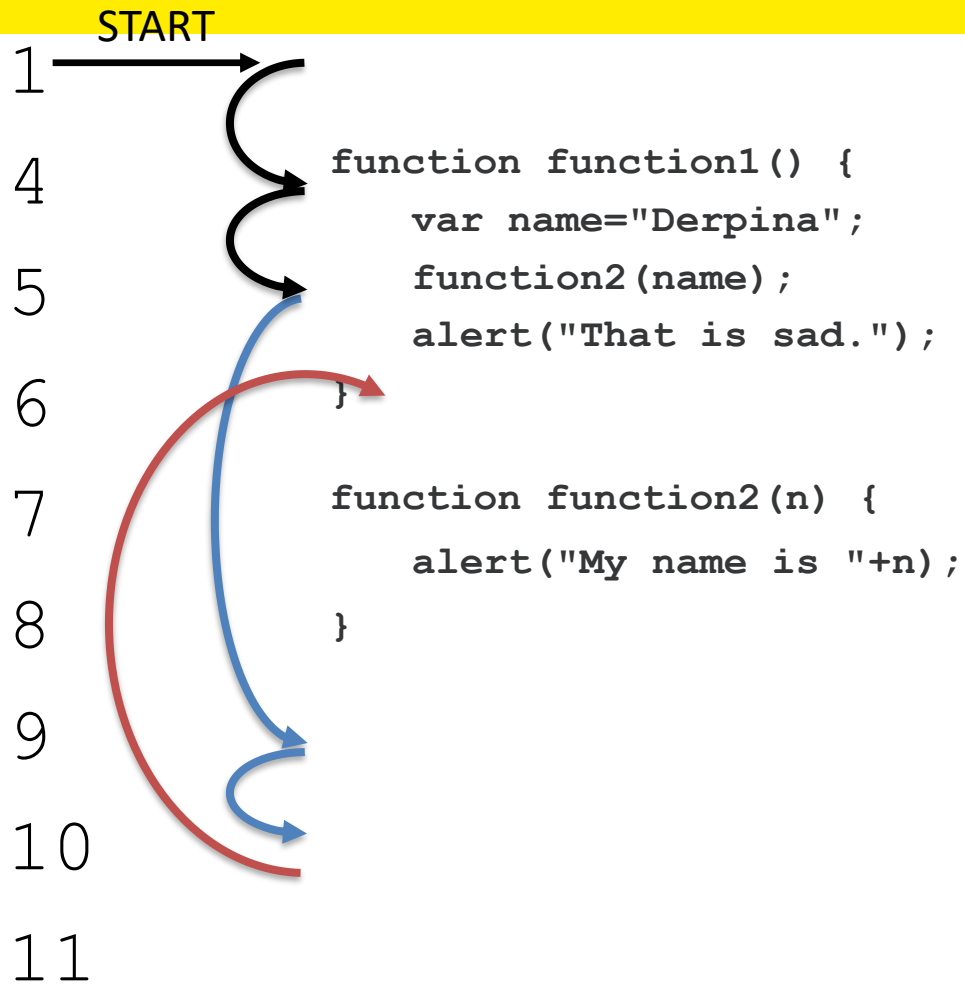 START
1
4
5
6
7
8
9
10
11
function function1() {
var name="Derpina";
function2(name);
alert("That is sad.");
}
function function2(n) {
alert("My name is "+n);
}